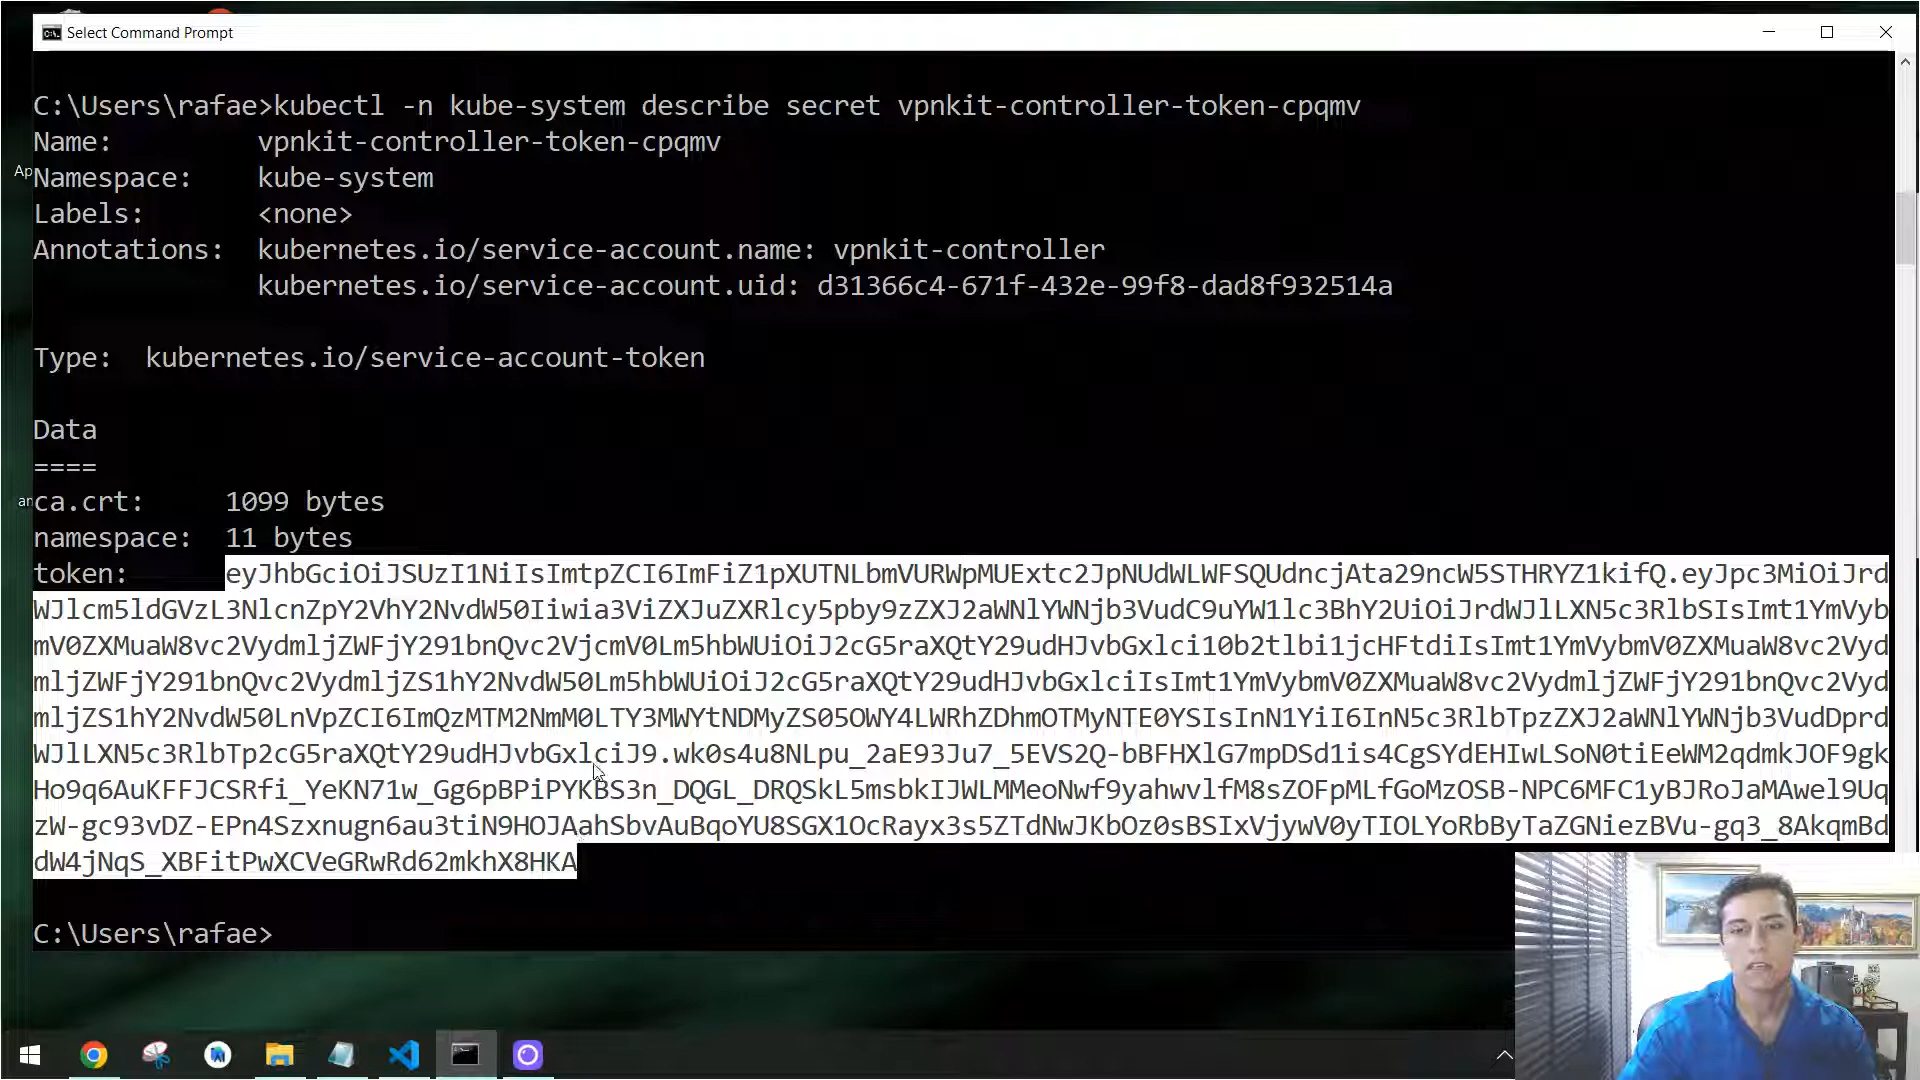 Select Command Prompt
C:\Users\rafae>kubectl -n kube-system describe secret vpnkit-controller-token-cpqmv
Name: vpnkit-controller-token-cpqmv
Ap
Namespace: kube-system
Labels: <none>
Annotations: kubernetes.io/service-account.name: vpnkit-controller
kubernetes.io/service-account.uid: d31366c4-671f-432e-99f8-dad8f932514a
Type: kubernetes.io/service-account-token
Data
====
an
ca.crt: 1099 bytes
namespace: 11 bytes
token: eyJhbGciOiJSUzI1NiIsImtpZCI6ImFiZ1pXUTNLbmVURWpMUExtc2JpNUdWLWFSQUdncjAta29ncW5STHRYZ1kifQ.eyJpc3MiOiJrd
WJlcm5ldGVzL3NlcnZpY2VhY2NvdW50Iiwia3ViZXJuZXRlcy5pby9zZXJ2aWNlYWNjb3VudC9uYW1lc3BhY2UiOiJrdWJlLXN5c3RlbSIsImt1YmVyb
mV0ZXMuaW8vc2VydmljZWFjY291bnQvc2VjcmV0Lm5hbWUiOiJ2cG5raXQtY29udHJvbGxlci10b2tlbi1jcHFtdiIsImt1YmVybmV0ZXMuaW8vc2Vyd
mljZWFjY291bnQvc2VydmljZS1hY2NvdW50Lm5hbWUiOiJ2cG5raXQtY29udHJvbGxlciIsImt1YmVybmV0ZXMuaW8vc2VydmljZWFjY291bnQvc2Vyd
mljZS1hY2NvdW50LnVpZCI6ImQzMTM2NmM0LTY3MWYtNDMyZS05OWY4LWRhZDhmOTMyNTE0YSIsInN1YiI6InN5c3RlbTpzZXJ2aWNlYWNjb3VudDprd
WJlLXN5c3RlbTp2cG5raXQtY29udHJvbGxlciJ9.wk0s4u8NLpu_2aE93Ju7_5EVS2Q-bBFHXlG7mpDSd1is4CgSYdEHIwLSoN0tiEeWM2qdmkJOF9gk
Ho9q6AuKFFJCSRfi_YeKN71w_Gg6pBPiPYKBS3n_DQGL_DRQSkL5msbkIJWLMMeoNwf9yahwvlfM8sZOFpMLfGoMzOSB-NPC6MFC1yBJRoJaMAwel9Uq
zW-gc93vDZ-EPn4Szxnugn6au3tiN9HOJAahSbvAuBqoYU8SGX1OcRayx3s5ZTdNwJKbOz0sBSIxVjywV0yTIOLYoRbByTaZGNiezBVu-gq3_8AkqmBd
dW4jNqS_XBFitPwXCVeGRwRd62mkhX8HKA
C:\Users\rafae>